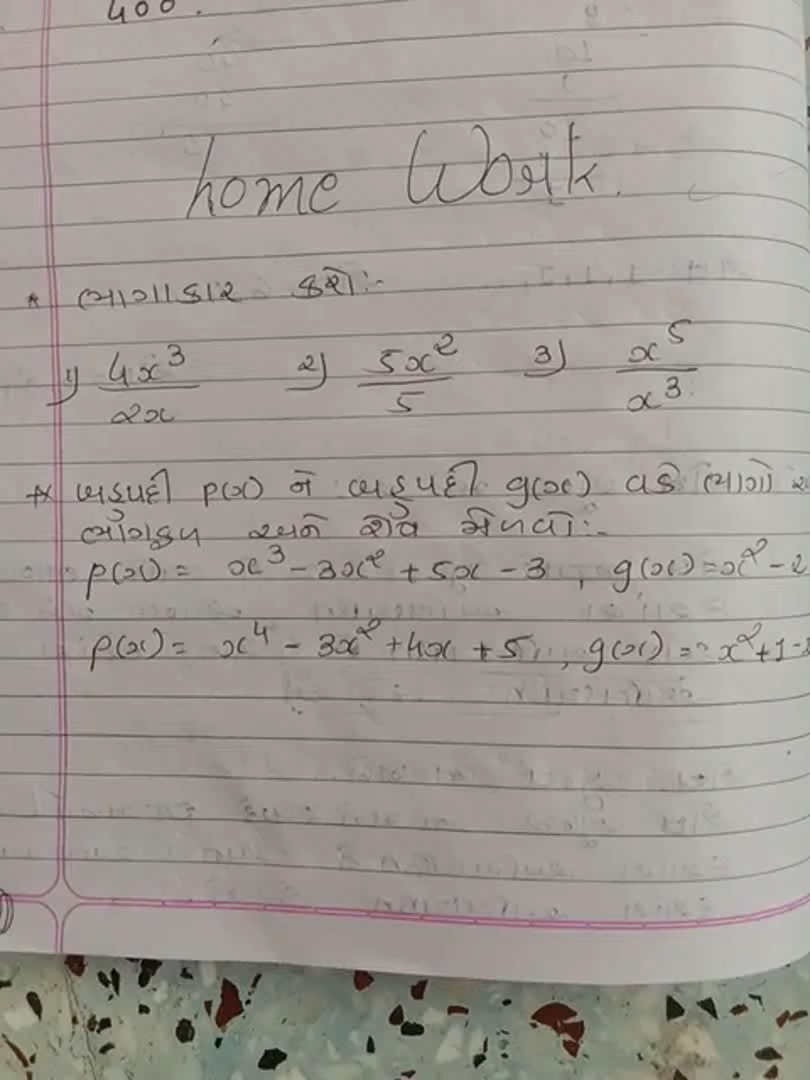 400.
home Work.
* ભાગાકાર કરો:-
1) 4x³/2x 2) 5x²/5 3) x⁵/x³
* બહુપદી p(x) ને બહુપદી g(x) વડે ભાગો
ભાગફળ અને શેષ મેળવો:-
p(x) = x³ - 3x² + 5x - 3 , g(x) = x² - 2
p(x) = x⁴ - 3x² + 4x + 5 , g(x) = x² + 1 -